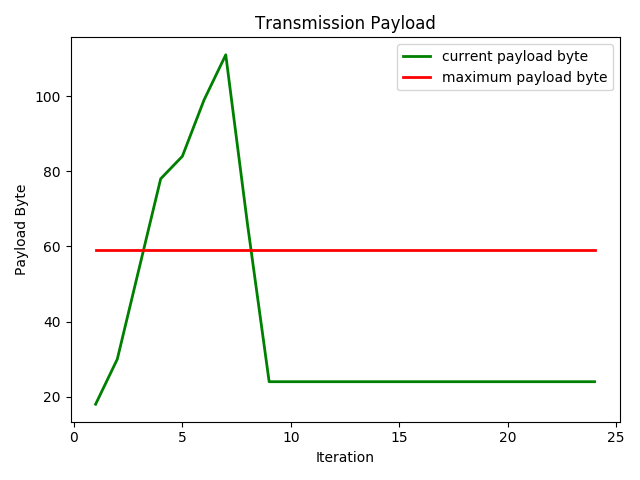 Transmission Payload
current payload byte
maximum payload byte
Payload Byte
100
80
60
40
20
0
5
10
15
20
25
Iteration